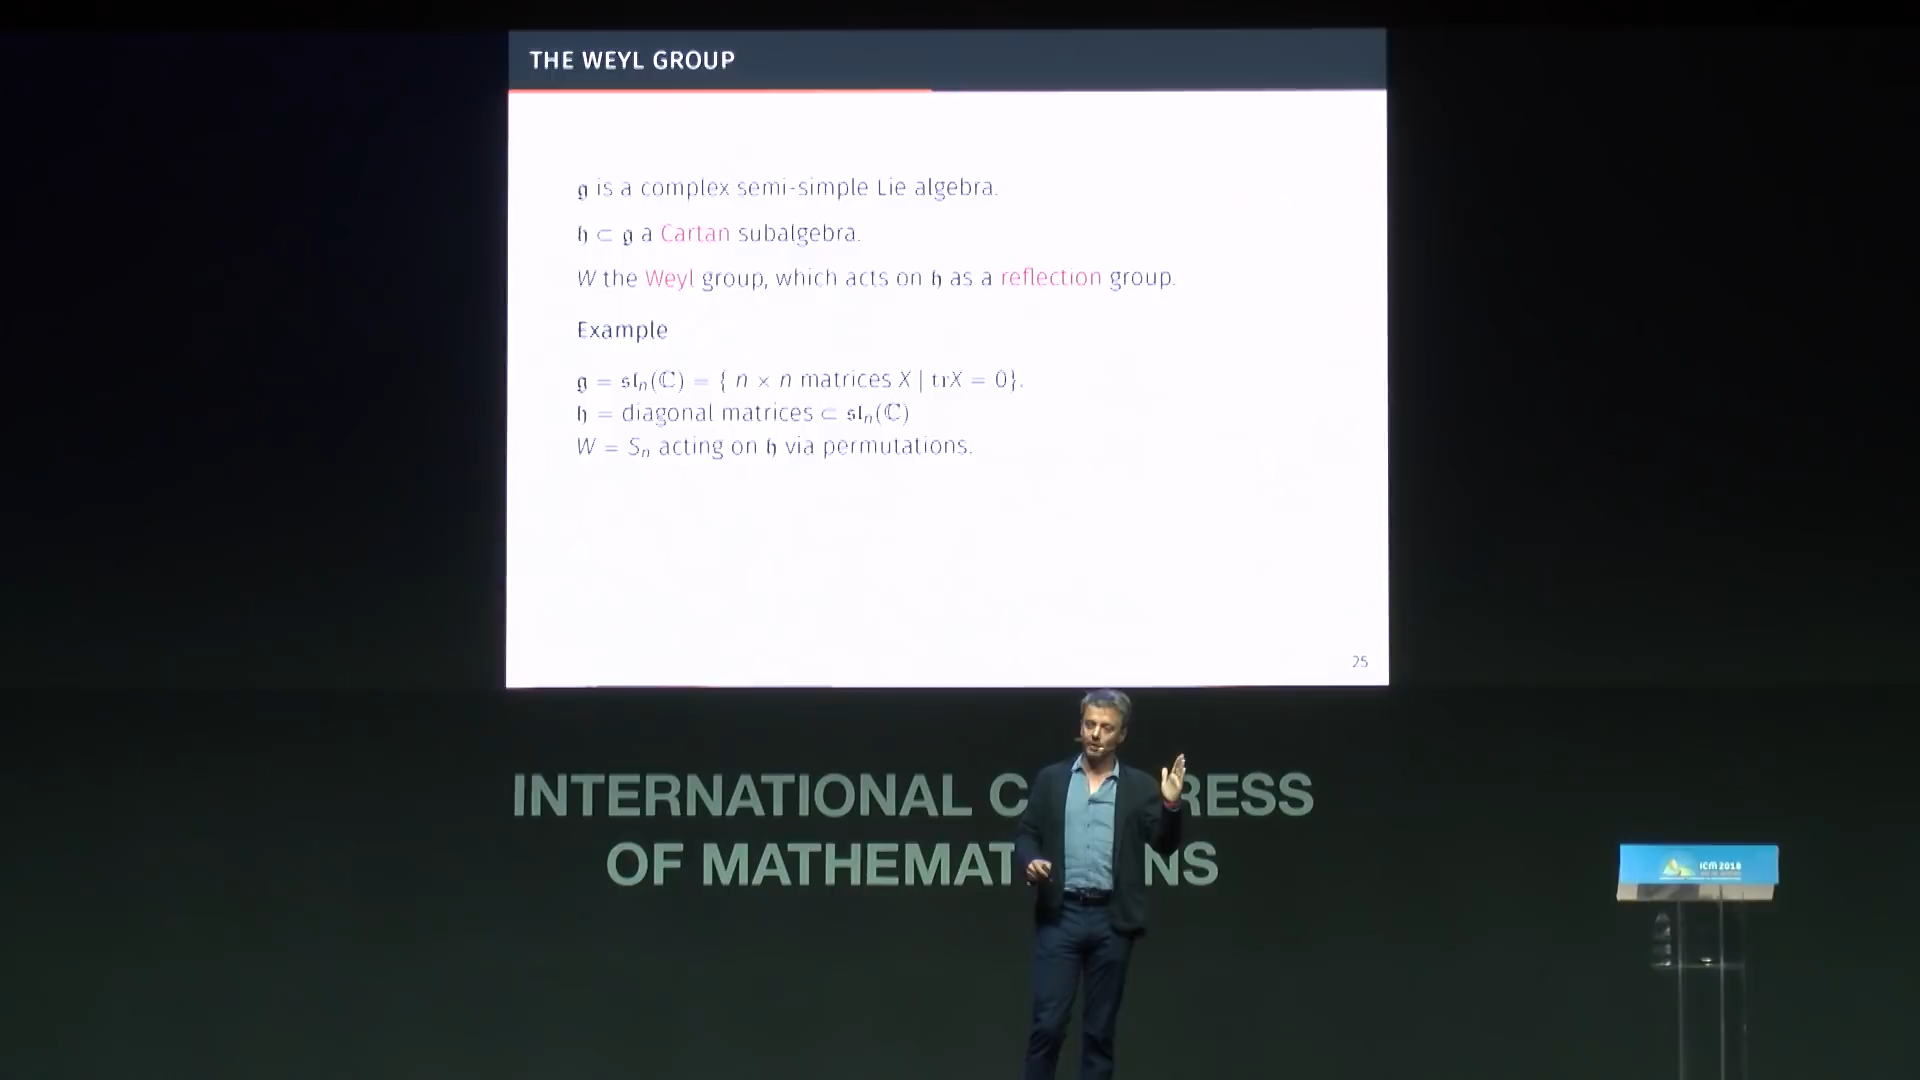 THE WEYL GROUP
𝔤 is a complex semi-simple Lie algebra.
𝔥 ⊂ 𝔤 a Cartan subalgebra.
W the Weyl group, which acts on 𝔥 as a reflection group.
Example
𝔤 = 𝔰𝔩ₙ(ℂ) = { n × n matrices X | trX = 0}.
𝔥 = diagonal matrices ⊂ 𝔰𝔩ₙ(ℂ)
W = Sₙ acting on 𝔥 via permutations.
25
INTERNATIONAL C RESS
OF MATHEMAT NS
ICM 2018